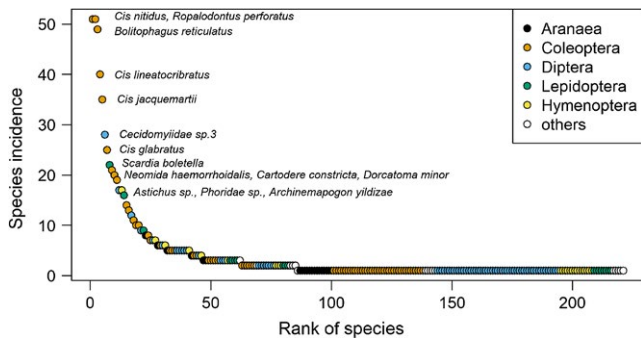 Cis nitidus, Ropalodontus perforatus
Bolitophagus reticulatus
Cis lineatocribratus
Cis jacquemartii
Cecidomyiidae sp.3
Cis glabratus
Scardia boletella
Neomida haemorrhoidalis, Cartodere constricta, Dorcatoma minor
Astichus sp., Phoridae sp., Archinemapogon yildizae
Aranaea
Coleoptera
Diptera
Lepidoptera
Hymenoptera
others
Species incidence
50
40
30
20
10
0
0 50 100 150 200
Rank of species